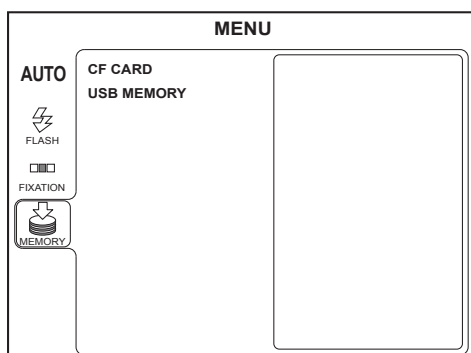 MENU
AUTO
CF CARD
USB MEMORY
FLASH
FIXATION
MEMORY